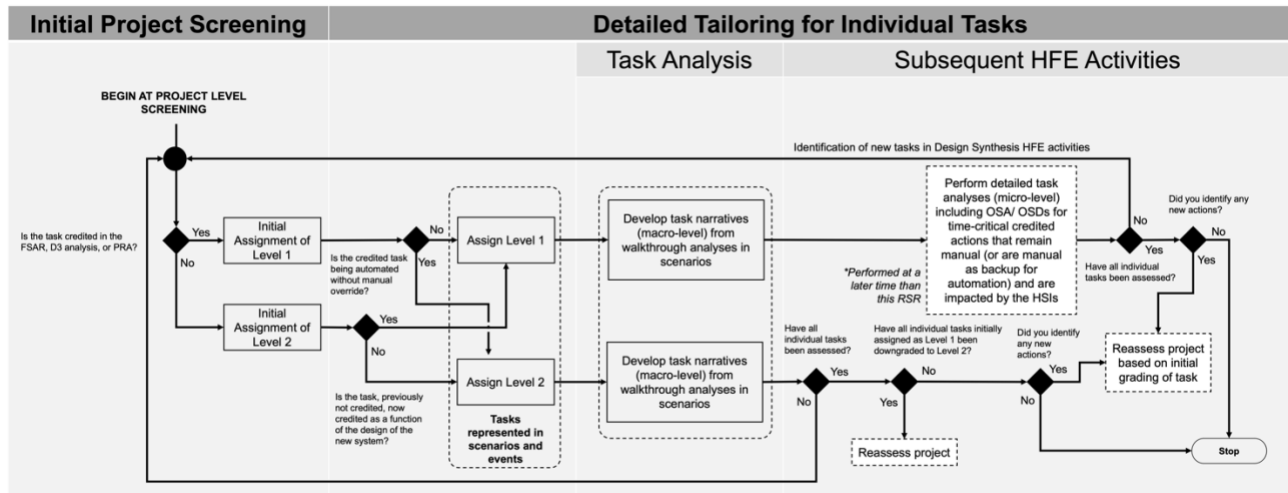 Initial Project Screening
Detailed Tailoring for Individual Tasks
Task Analysis
Subsequent HFE Activities
BEGIN AT PROJECT LEVEL
SCREENING
Identification of new tasks in Design Synthesis HFE activities
Is the task credited in the
FSAR, D3 analysis, or PRA?
Yes
No
Initial
Assignment of
Level 1
Is the credited task
being automated
without manual
override?
No
Yes
Assign Level 1
Develop task narratives
(macro-level) from
walkthrough analyses in
scenarios
*Performed at a
later time than
this RSR
Perform detailed task
analyses (micro-level)
including OSA/ OSDs for
time-critical credited
actions that remain
manual (or are manual
as backup for
automation) and are
impacted by the HSIs
No
Yes
Have all individual
tasks been assessed?
Did you identify any
new actions?
No
Yes
Initial
Assignment of
Level 2
Yes
No
Is the task, previously
not credited, now
credited as a function
of the design of the
new system?
Assign Level 2
Tasks
represented in
scenarios and
events
Develop task narratives
(macro-level) from
walkthrough analyses in
scenarios
Have all
individual tasks
been assessed?
Yes
No
Have all individual tasks initially
assigned as Level 1 been
downgraded to Level 2?
No
Yes
Reassess project
Did you identify
any new
actions?
Yes
No
Reassess project
based on initial
grading of task
Stop